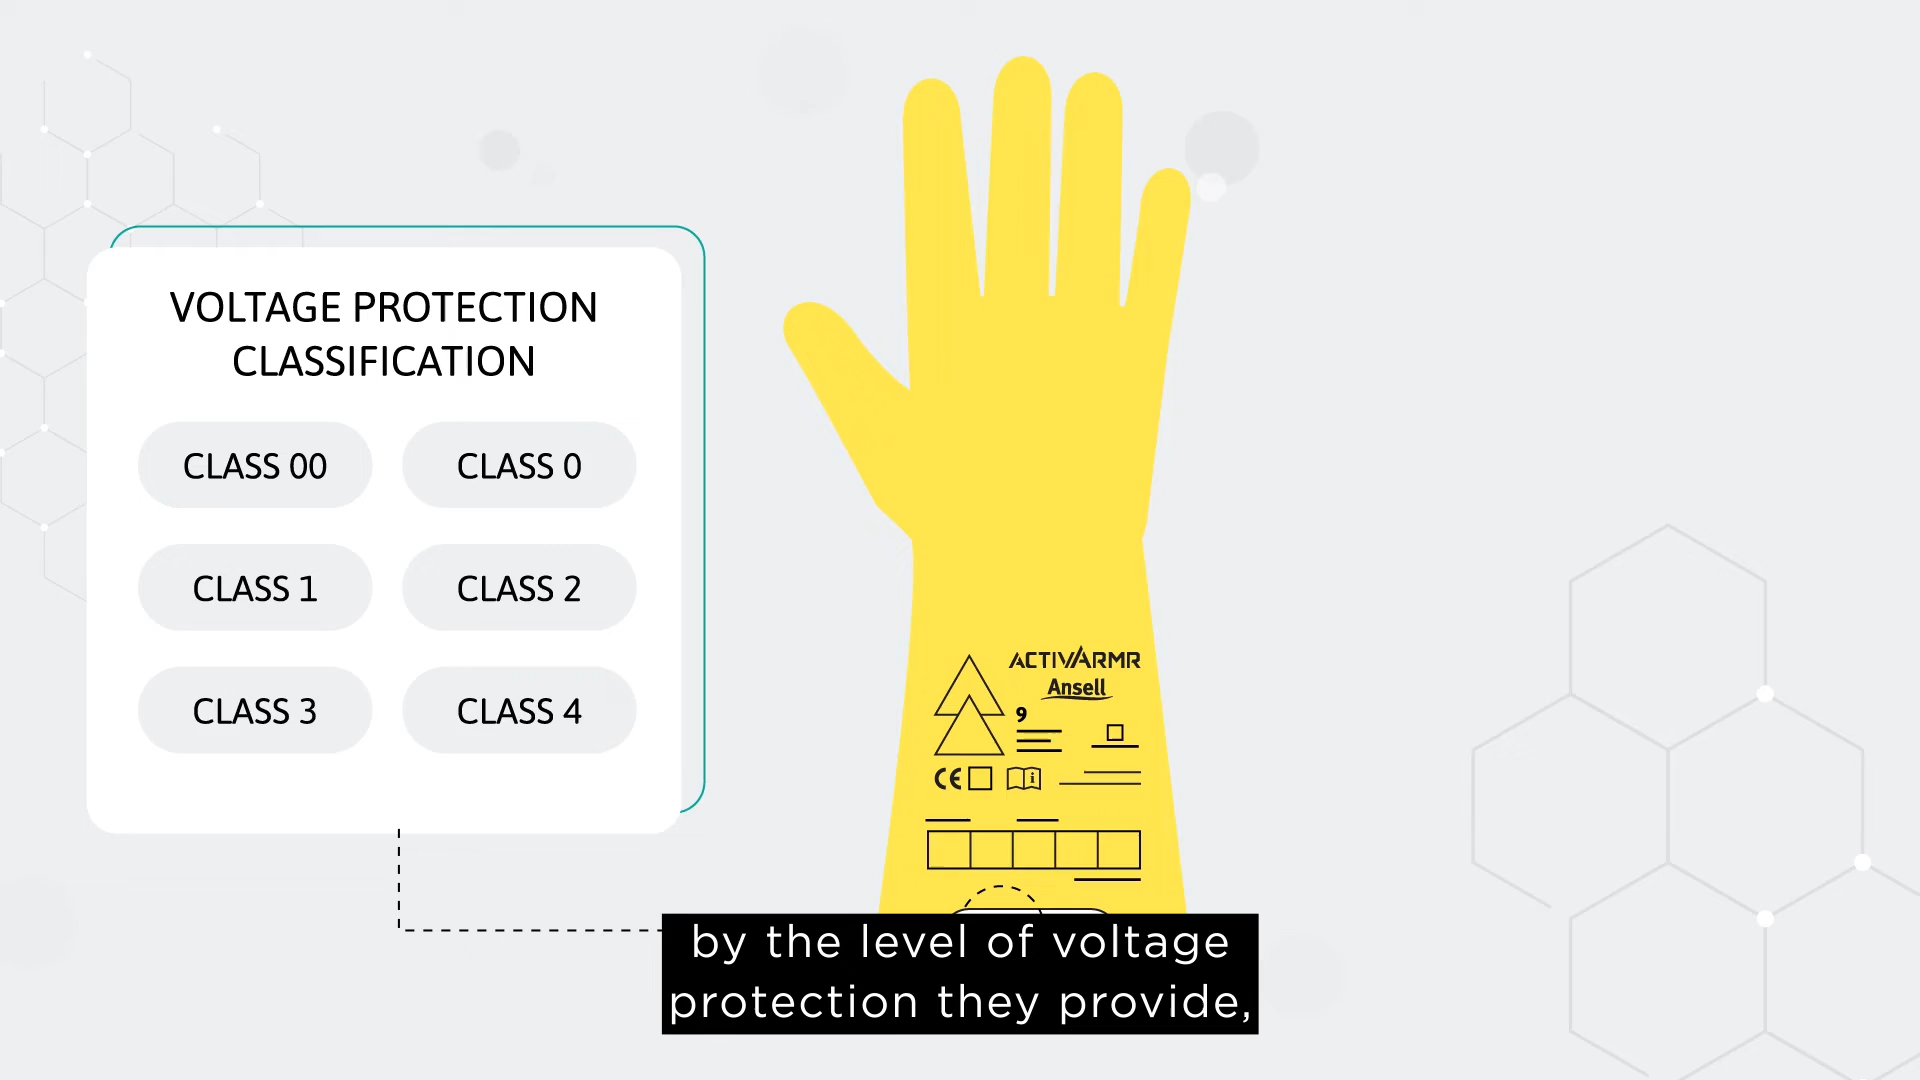 VOLTAGE PROTECTION
CLASSIFICATION
CLASS 00
CLASS 0
CLASS 1
CLASS 2
CLASS 3
CLASS 4
ACTIVARMR
Ansell
9
CE
i
by the level of voltage
protection they provide,